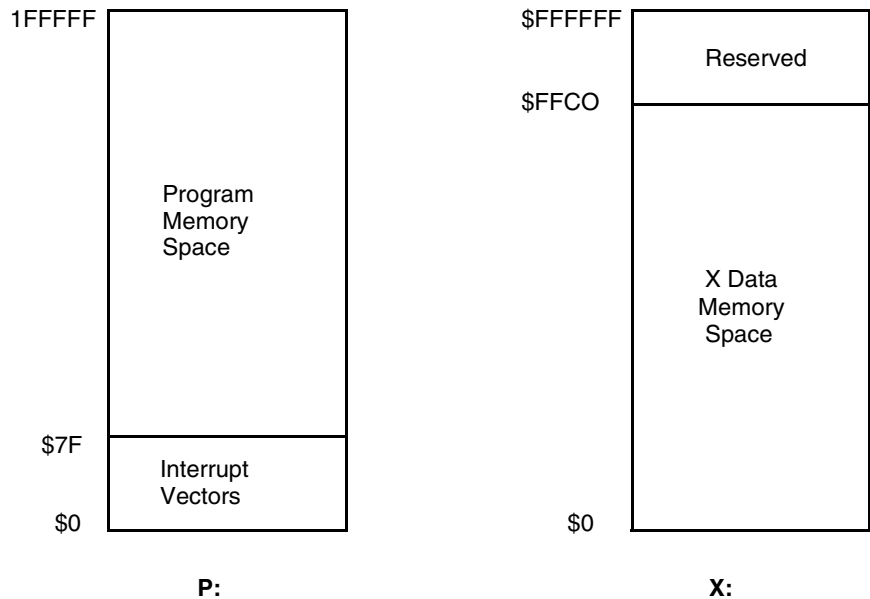 1FFFFF
Program
Memory
Space
$7F
Interrupt
Vectors
$0
P:
$FFFFFF
Reserved
$FFCO
X Data
Memory
Space
$0
X: